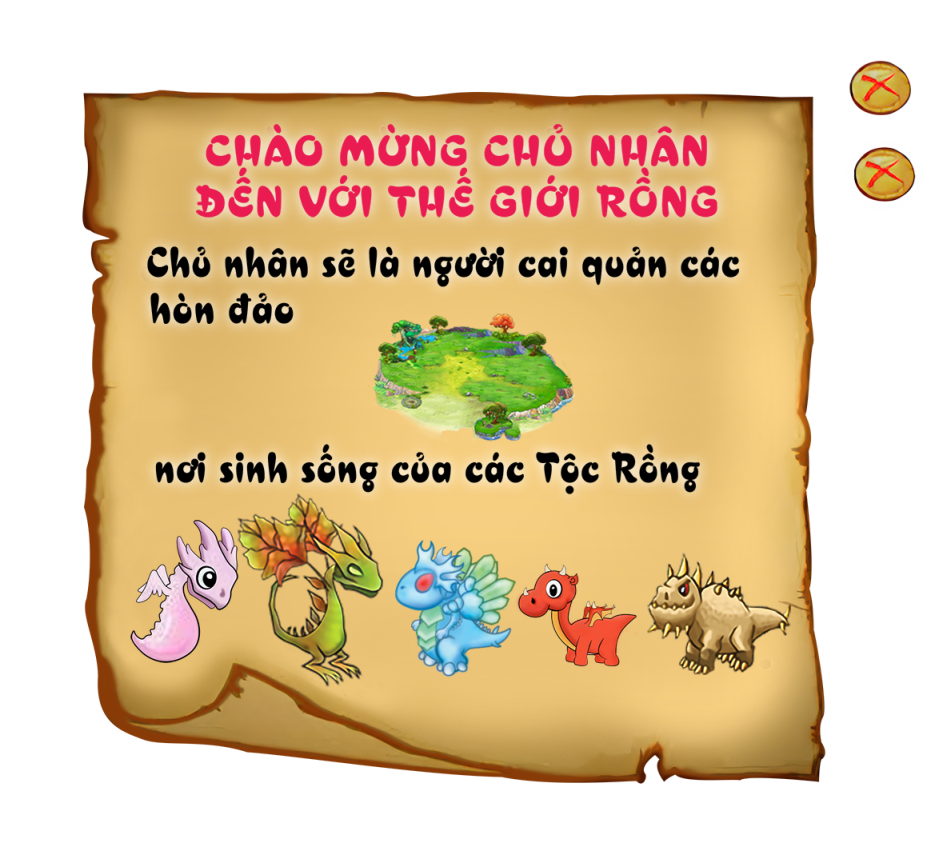 CHÀO MỪNG CHỦ NHÂN
ĐẾN VỚI THẾ GIỚI RỒNG
Chủ nhân sẽ là người cai quản các
hòn đảo
nơi sinh sống của các Tộc Rồng